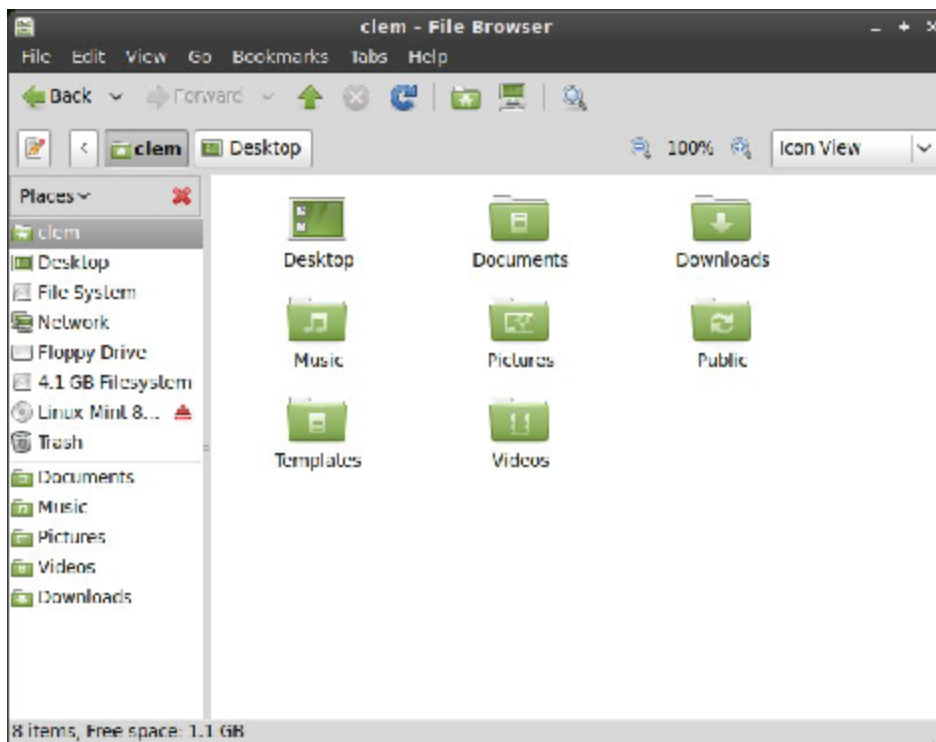 clem - File Browser
File Edit View Go Bookmarks Tabs Help
Back Forward
clem Desktop 100% Icon View
Places
clem
Desktop
File System
Network
Floppy Drive
4.1 GB Filesystem
Linux Mint 8...
Trash
Documents
Music
Pictures
Videos
Downloads
Desktop Documents Downloads
Music Pictures Public
Templates Videos
8 items, Free space: 1.1 GB